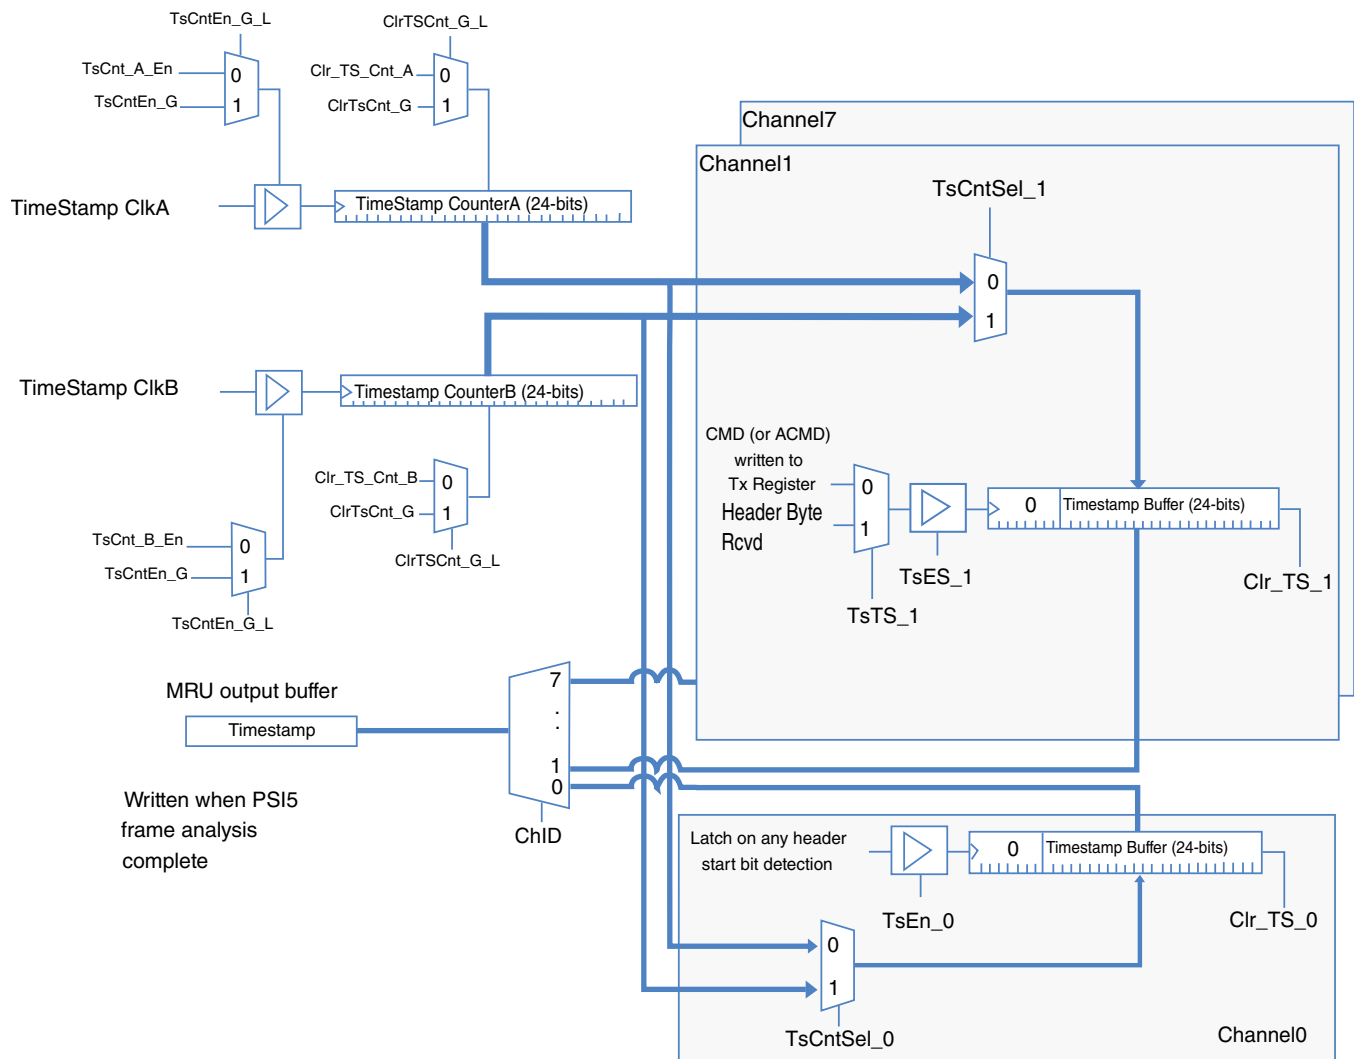 TsCntEn_G_L
ClrTSCnt_G_L
TsCnt_A_En
0
TsCntEn_G
1
Clr_TS_Cnt_A
0
ClrTsCnt_G
1
Channel7
Channel1
TsCntSel_1
TimeStamp ClkA
TimeStamp CounterA (24-bits)
0
1
TimeStamp ClkB
Timestamp CounterB (24-bits)
CMD (or ACMD)
written to
Tx Register
Header Byte
Rcvd
0
1
0
Timestamp Buffer (24-bits)
TsES_1
TsTS_1
Clr_TS_1
Clr_TS_Cnt_B
0
ClrTsCnt_G
1
ClrTSCnt_G_L
TsCnt_B_En
0
TsCntEn_G
1
TsCntEn_G_L
MRU output buffer
Timestamp
7
.
.
1
0
ChID
Written when PSI5
frame analysis
complete
Latch on any header
start bit detection
0
Timestamp Buffer (24-bits)
TsEn_0
Clr_TS_0
0
1
TsCntSel_0
Channel0